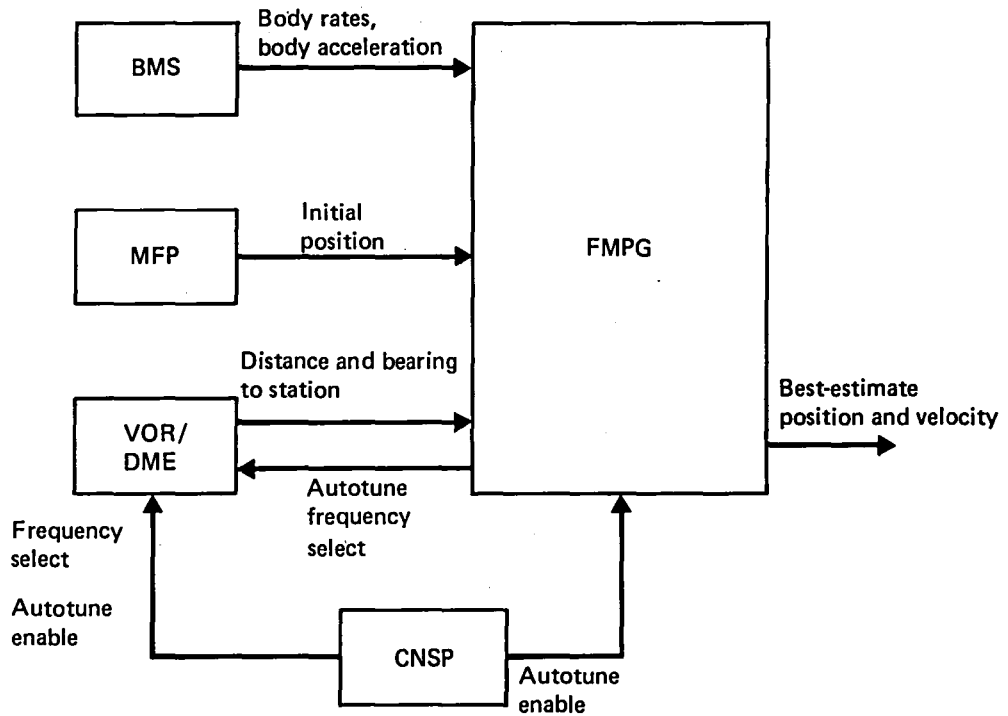 Body rates,
body acceleration
BMS
Initial
position
MFP
FMPG
Distance and bearing
to station
VOR/
DME
Best-estimate
position and velocity
Autotune
frequency
select
Frequency
select
Autotune
enable
CNSP
Autotune
enable